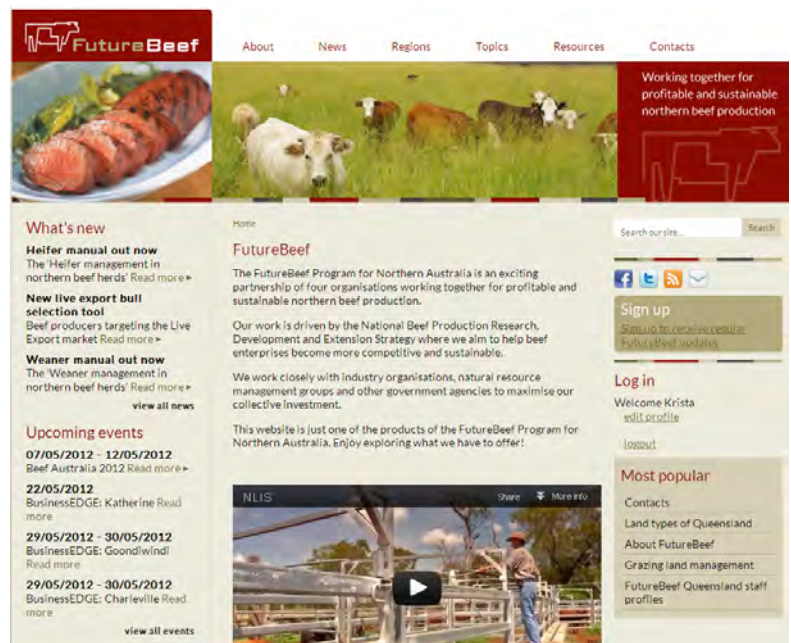 FutureBeef
About News Regions Topics Resources Contacts
Working together for
profitable and sustainable
northern beef production
What's new
Heifer manual out now
The 'Heifer management in
northern beef herds' Read more
New live export bull
selection tool
Beef producers targeting the Live
Export market Read more
Weaner manual out now
The 'Weaner management in
northern beef herds' Read more
view all news
Upcoming events
07/05/2012 - 12/05/2012
Beef Australia 2012 Read more
22/05/2012
BusinessEDGE: Katherine Read
more
29/05/2012 - 30/05/2012
BusinessEDGE: Goondiwindi
Read more
29/05/2012 - 30/05/2012
BusinessEDGE: Charleville Read
more
view all events
Home
FutureBeef
The FutureBeef Program for Northern Australia is an exciting
partnership of four organisations working together for profitable and
sustainable northern beef production.
Our work is driven by the National Beef Production Research,
Development and Extension Strategy where we aim to help beef
enterprises become more competitive and sustainable.
We work closely with industry organisations, natural resource
management groups and other government agencies to maximise our
collective investment.
This website is just one of the products of the FutureBeef Program for
Northern Australia. Enjoy exploring what we have to offer!
NLIS Share More info
Search our site... Search
Sign up
Sign up to receive regular
FutureBeef updates
Log in
Welcome Krista
edit profile
logout
Most popular
Contacts
Land types of Queensland
About FutureBeef
Grazing land management
FutureBeef Queensland staff
profiles